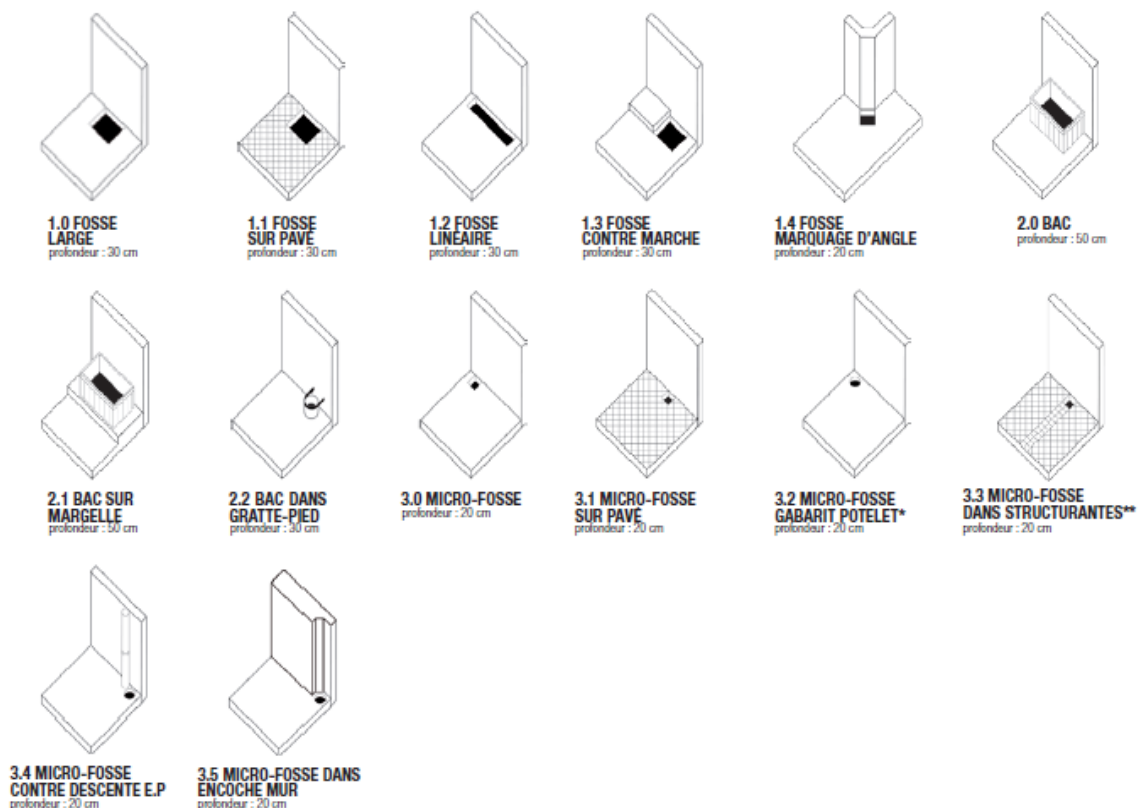 1.0 FOSSE
LARGE
profondeur : 30 cm
1.1 FOSSE
SUR PAVÉ
profondeur : 30 cm
1.2 FOSSE
LINÉAIRE
profondeur : 30 cm
1.3 FOSSE
CONTRE MARCHE
profondeur : 30 cm
1.4 FOSSE
MARQUAGE D'ANGLE
profondeur : 20 cm
2.0 BAC
profondeur : 50 cm
2.1 BAC SUR
MARGELLE
profondeur : 50 cm
2.2 BAC DANS
GRATTE-PIED
profondeur : 30 cm
3.0 MICRO-FOSSE
profondeur : 20 cm
3.1 MICRO-FOSSE
SUR PAVÉ
profondeur : 20 cm
3.2 MICRO-FOSSE
GABARIT POTELET*
profondeur : 20 cm
3.3 MICRO-FOSSE
DANS STRUCTURANTES**
profondeur : 20 cm
3.4 MICRO-FOSSE
CONTRE DESCENTE E.P
profondeur : 20 cm
3.5 MICRO-FOSSE DANS
ENCOCHE MUR
profondeur : 20 cm